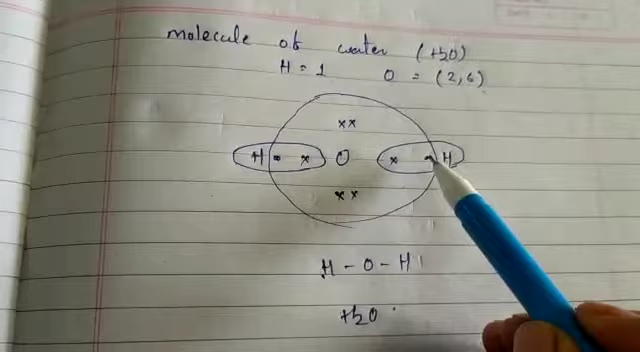 molecule of water (H2O)
H = 1 O = (2,6)
xx
H • x O x • H
xx
H - O - H
H2O